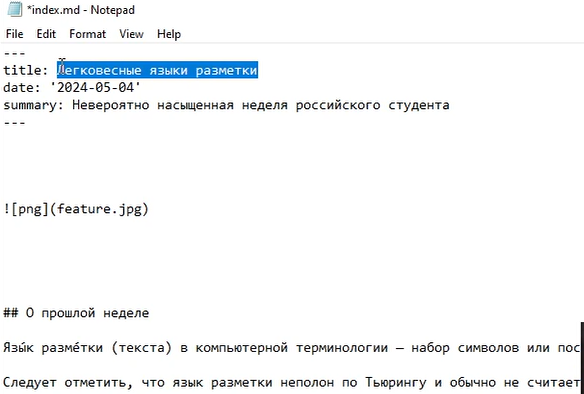 *index.md - Notepad
File Edit Format View Help
---
title: Легковесные языки разметки
date: '2024-05-04'
summary: Невероятно насыщенная неделя российского студента
---
![png](feature.jpg)
## О прошлой неделе
Язы́к разме́тки (текста) в компьютерной терминологии — набор символов или пос
Следует отметить, что язык разметки неполон по Тьюрингу и обычно не считает